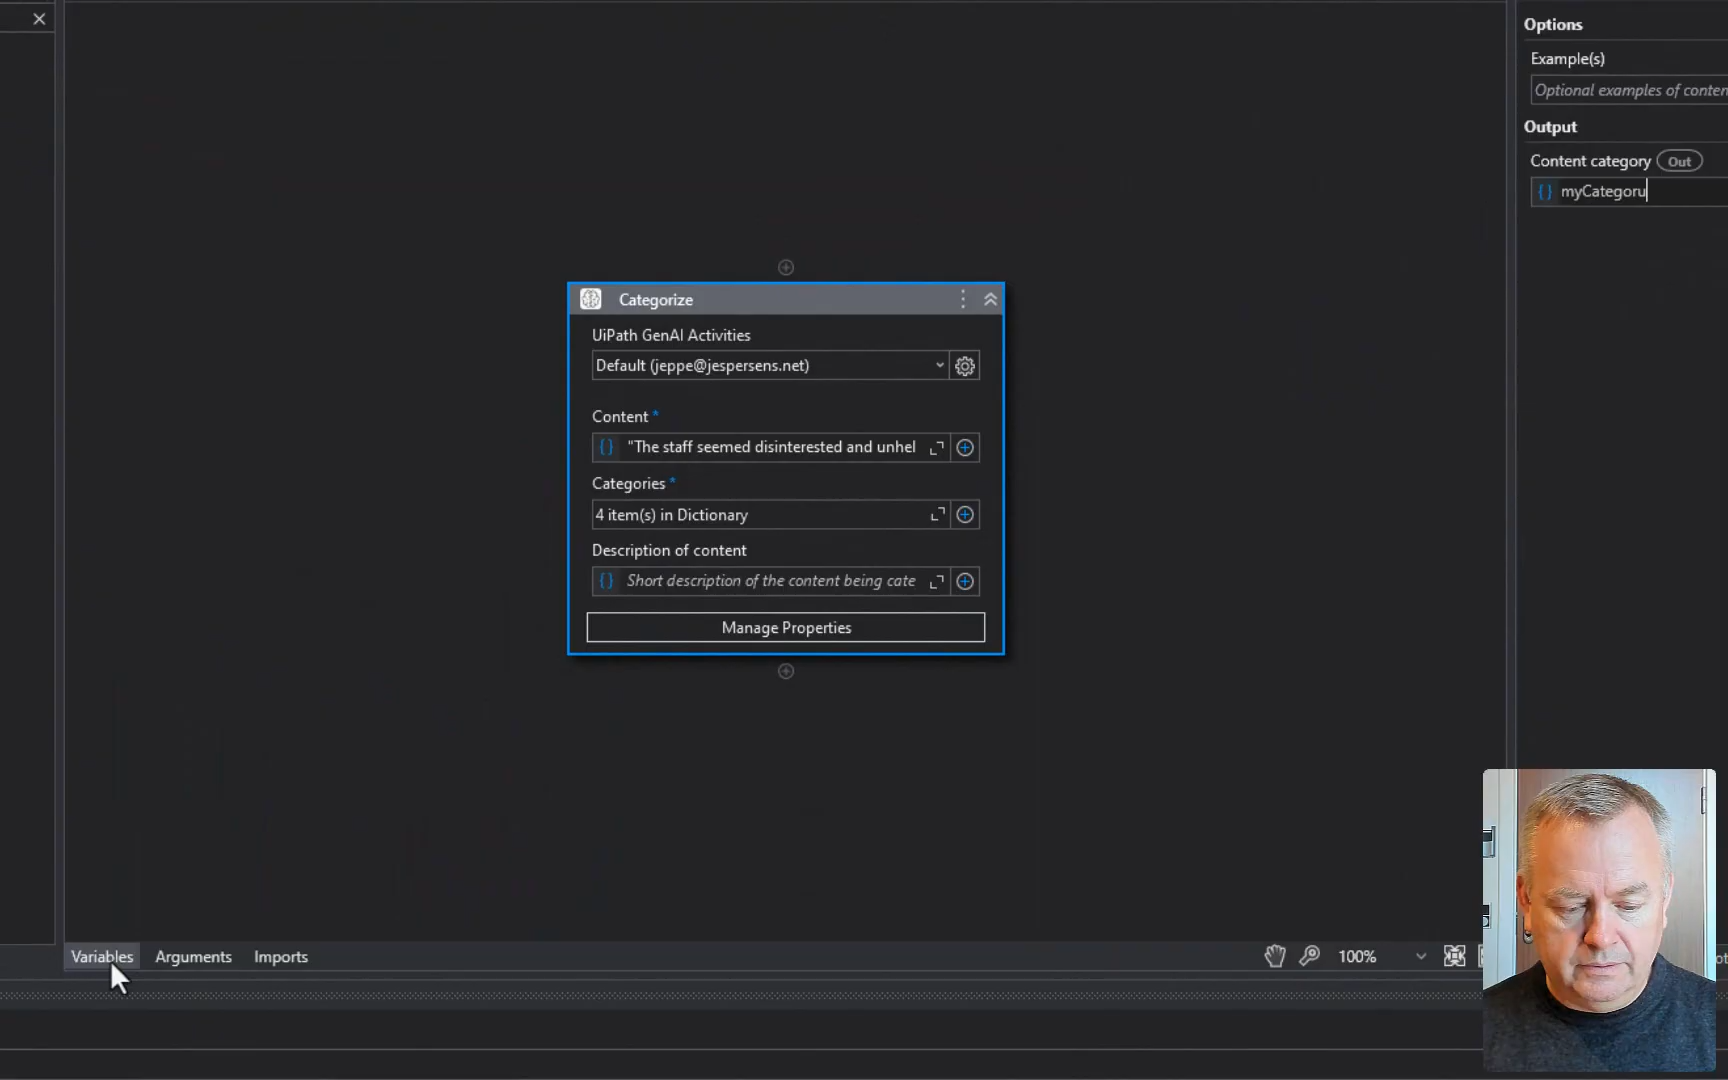 Options
Example(s)
Optional examples of conten
Output
Content category Out
{} myCategoru
Categorize
UiPath GenAI Activities
Default (jeppe@jespersens.net)
Content *
{} "The staff seemed disinterested and unhel
Categories *
4 item(s) in Dictionary
Description of content
{} Short description of the content being cate
Manage Properties
Variables Arguments Imports
100%